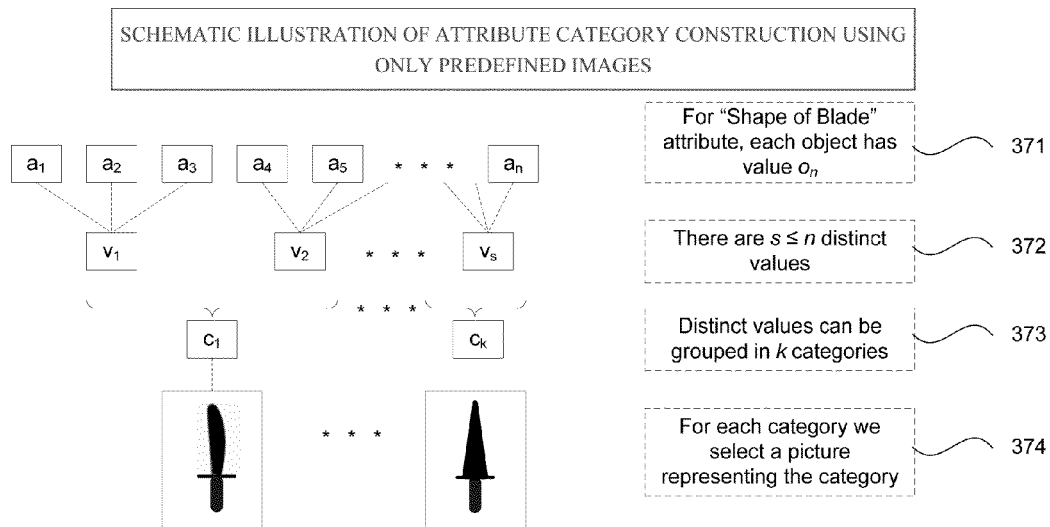 SCHEMATIC ILLUSTRATION OF ATTRIBUTE CATEGORY CONSTRUCTION USING
ONLY PREDEFINED IMAGES
For “Shape of Blade”
attribute, each object has
value oₙ
371
a₁ a₂ a₃ a₄ a₅ * * * aₙ
v₁ v₂ * * * vₛ
There are s ≤ n distinct
values
372
* * *
c₁ cₖ
Distinct values can be
grouped in k categories
373
* * *
For each category we
select a picture
representing the category
374